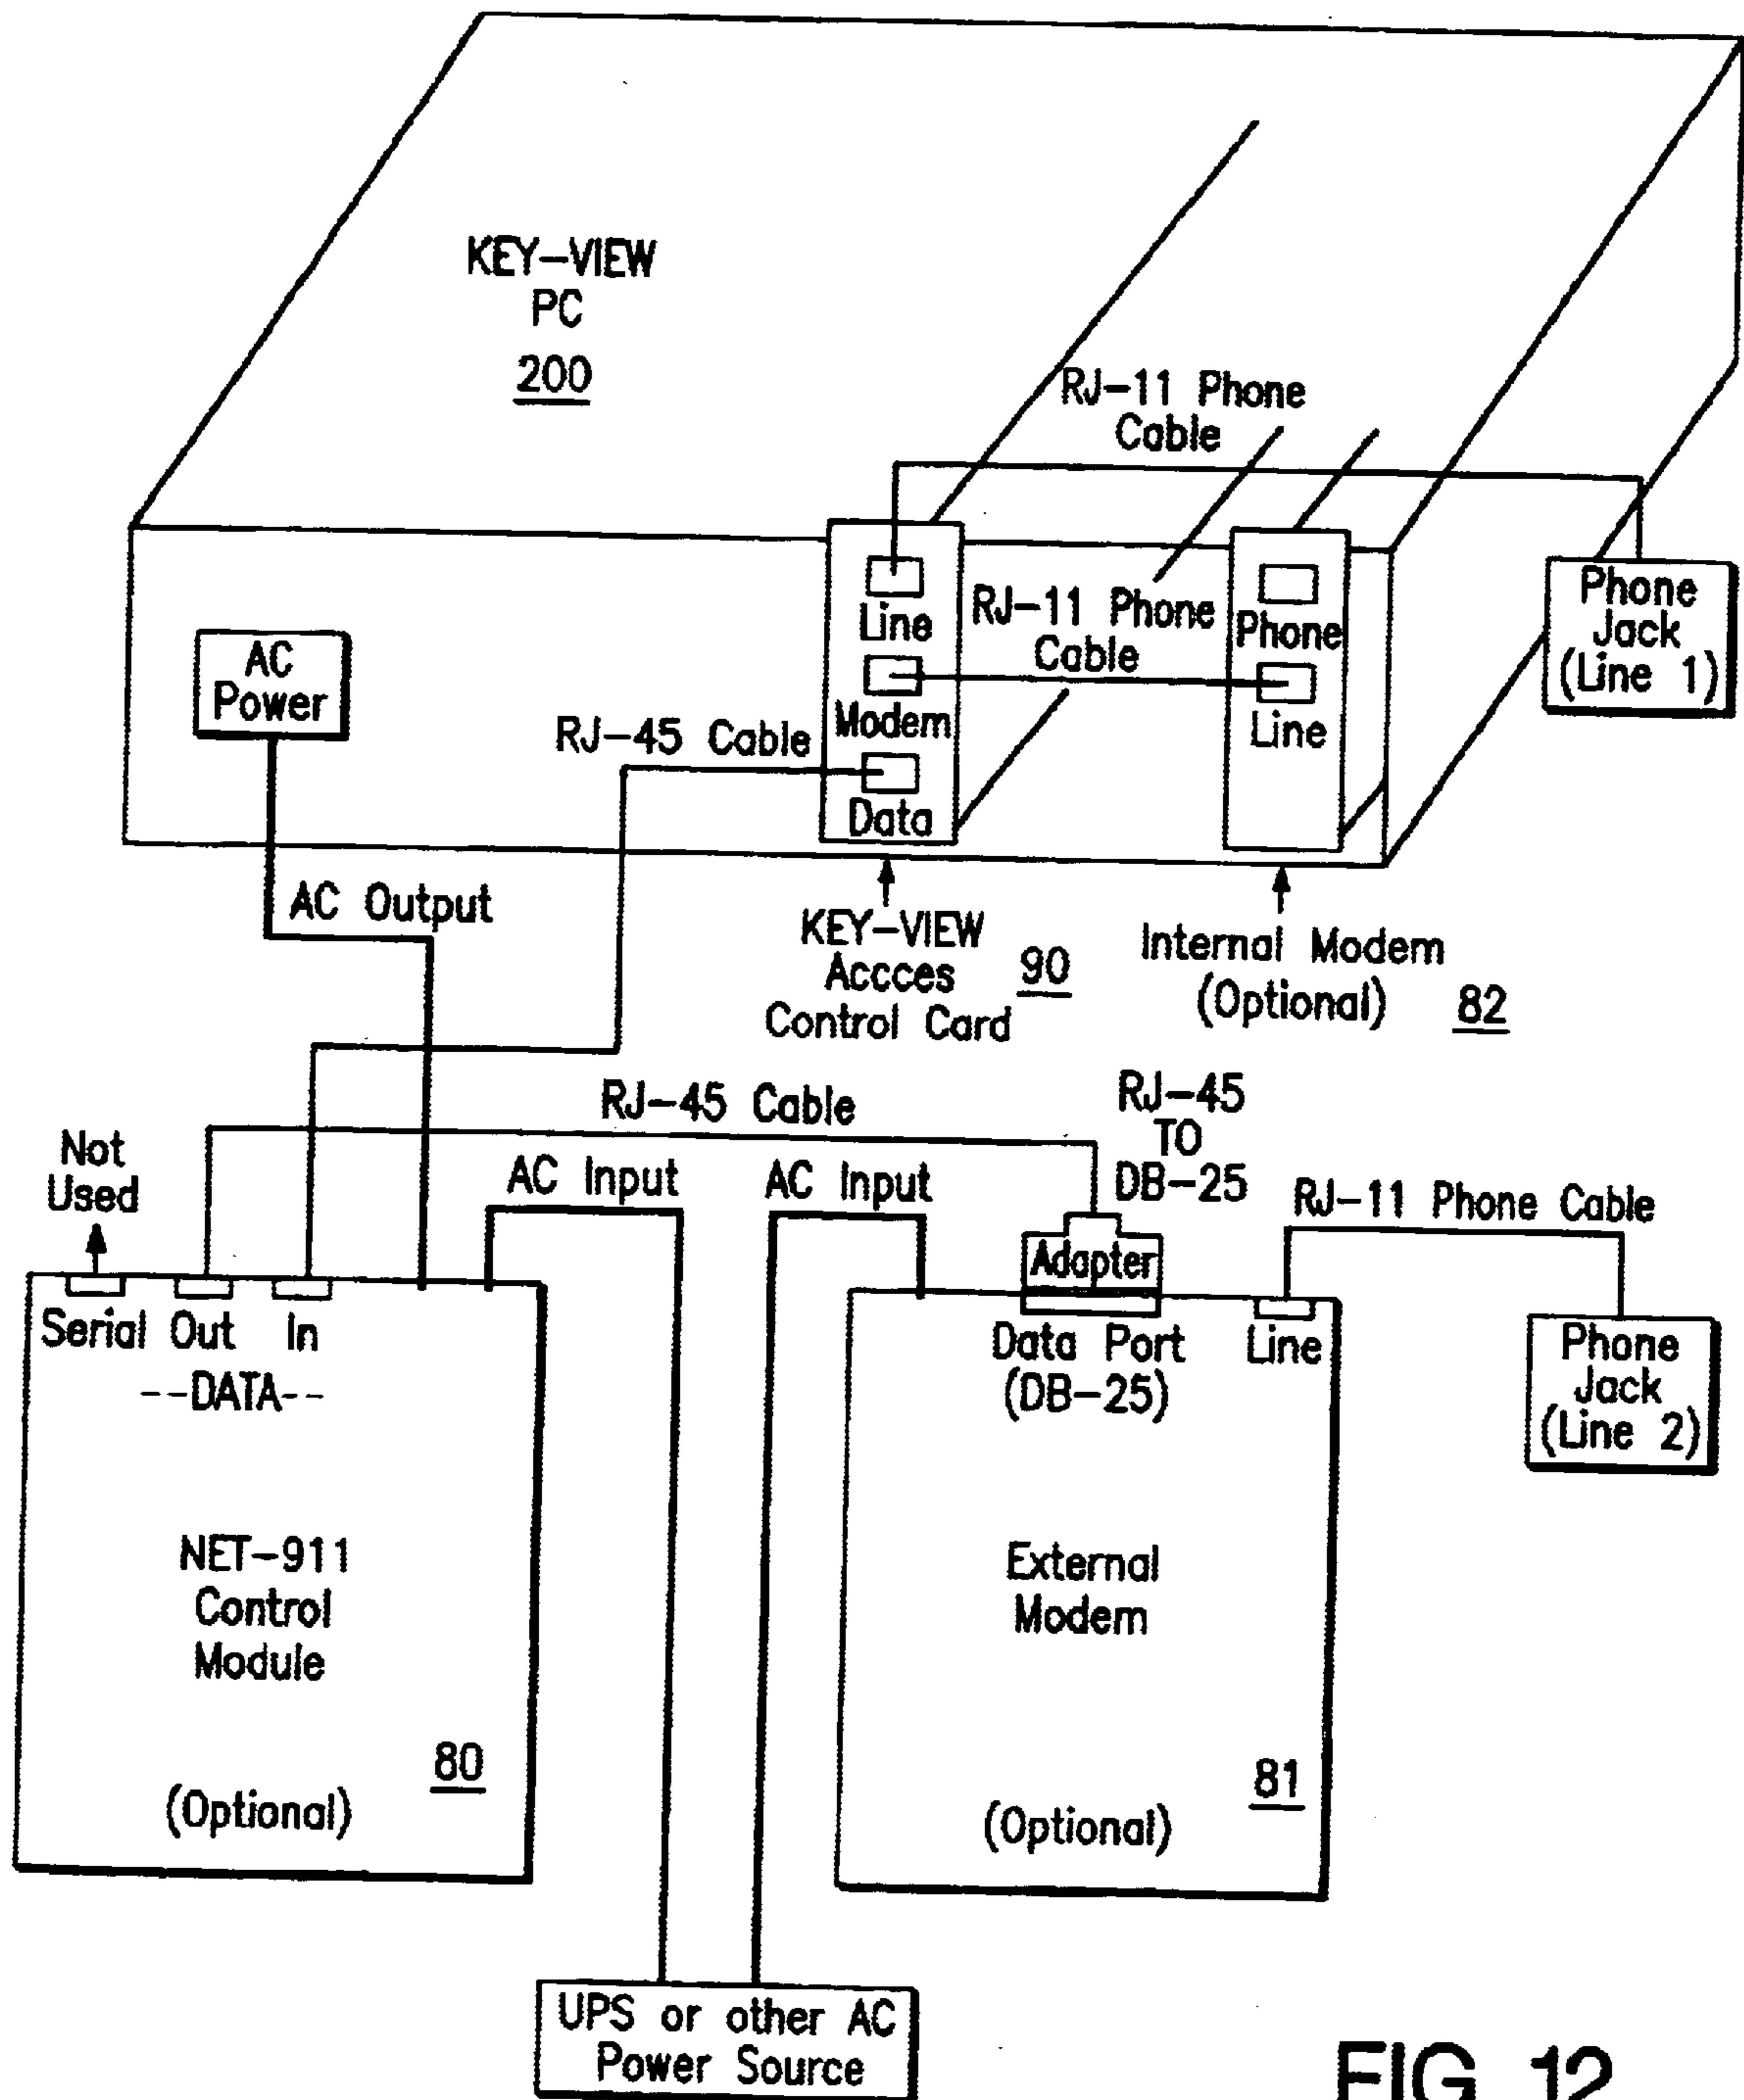 KEY-VIEW
PC
200
RJ-11 Phone
Cable
Line
Modem
Data
RJ-11 Phone
Cable
Phone
Line
Phone
Jack
(Line 1)
AC
Power
RJ-45 Cable
AC Output
KEY-VIEW
Accces
Control Card
90
Internal Modem
(Optional)
82
RJ-45 Cable
RJ-45
TO
DB-25
Not
Used
AC Input
AC Input
RJ-11 Phone Cable
Adapter
Serial Out In
--DATA--
Data Port
(DB-25)
Line
Phone
Jack
(Line 2)
NET-911
Control
Module
80
(Optional)
External
Modem
81
(Optional)
UPS or other AC
Power Source
FIG. 12